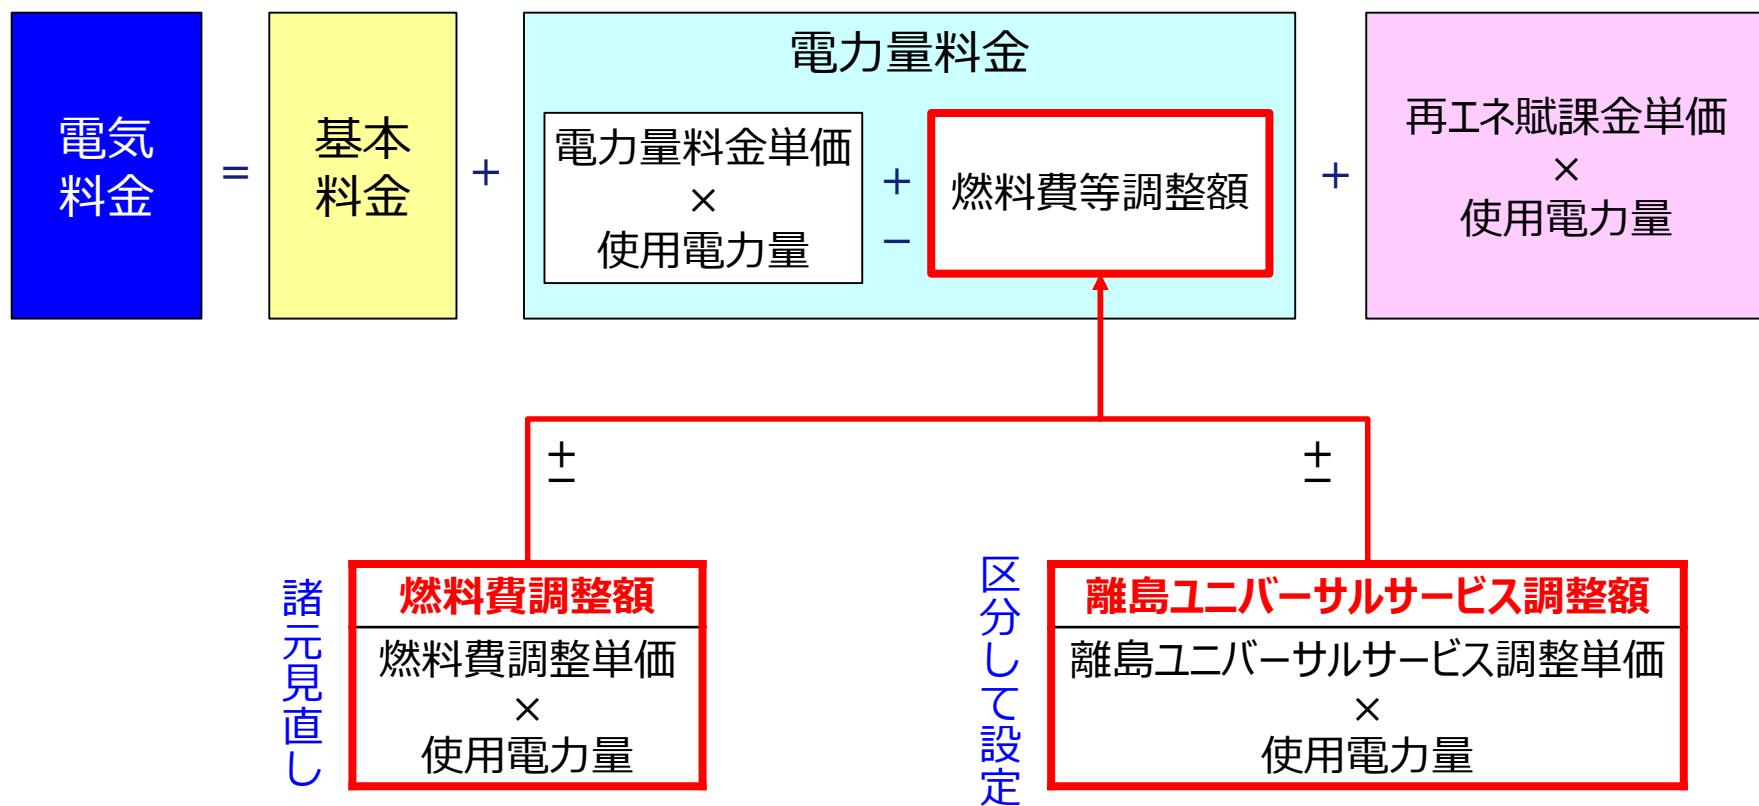 電気
料金
=
基本
料金
+
電力量料金
電力量料金単価
×
使用電力量
+
−
燃料費等調整額
+
再エネ賦課金単価
×
使用電力量
±
±
諸元見直し
燃料費調整額
燃料費調整単価
×
使用電力量
区分して設定
離島ユニバーサルサービス調整額
離島ユニバーサルサービス調整単価
×
使用電力量